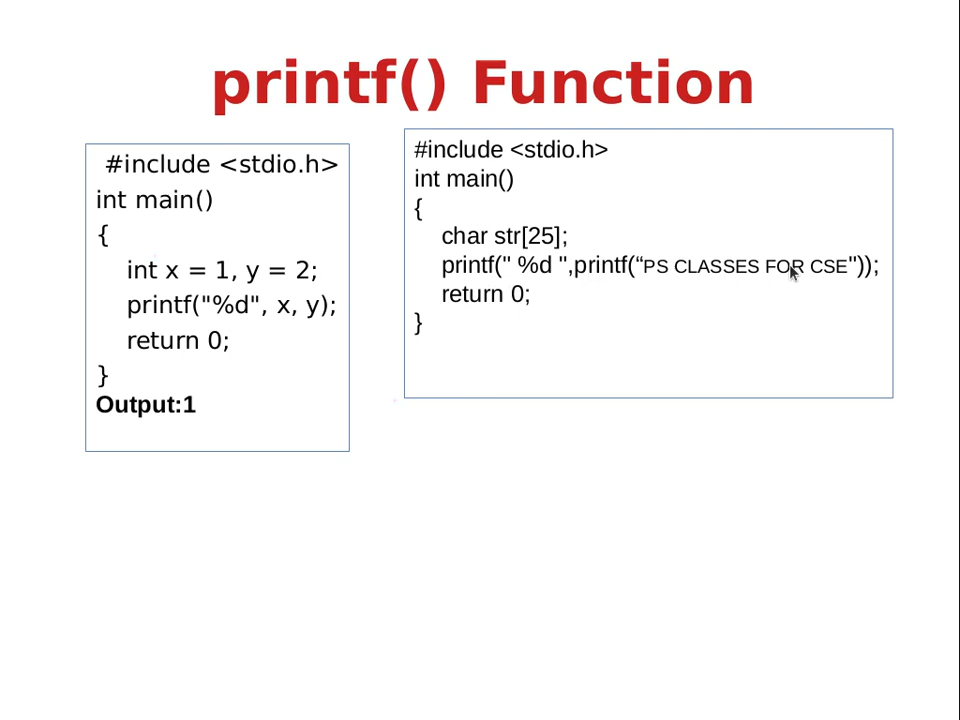 printf() Function
#include <stdio.h>
int main()
{
int x = 1, y = 2;
printf("%d", x, y);
return 0;
}
Output:1
#include <stdio.h>
int main()
{
char str[25];
printf(" %d ",printf(“PS CLASSES FOR CSE"));
return 0;
}